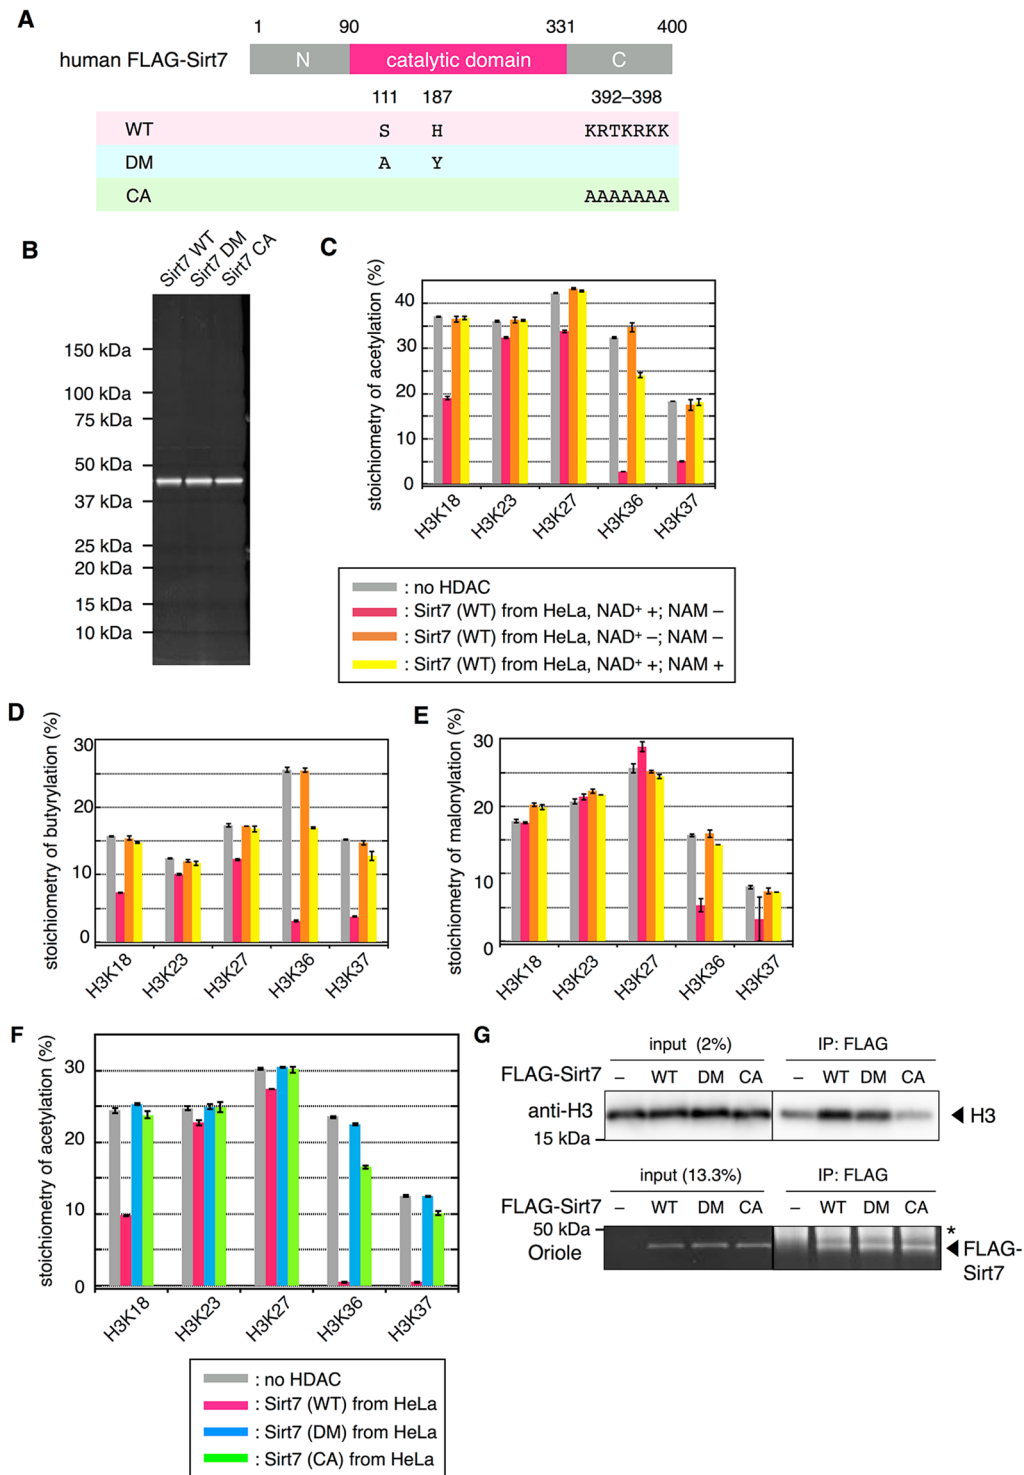 A
1 90 331 400
human FLAG-Sirt7 N catalytic domain C
111 187 392–398
WT S H KRTKRKK
DM A Y
CA AAAAAAA
B
Sirt7 WT
Sirt7 DM
Sirt7 CA
150 kDa
100 kDa
75 kDa
50 kDa
37 kDa
25 kDa
20 kDa
15 kDa
10 kDa
C
stoichiometry of acetylation (%)
40
30
20
10
0
H3K18
H3K23
H3K27
H3K36
H3K37
: no HDAC
: Sirt7 (WT) from HeLa, NAD+ +; NAM –
: Sirt7 (WT) from HeLa, NAD+ –; NAM –
: Sirt7 (WT) from HeLa, NAD+ +; NAM +
D
stoichiometry of butyrylation (%)
30
20
10
0
H3K18
H3K23
H3K27
H3K36
H3K37
E
stoichiometry of malonylation (%)
30
20
10
0
H3K18
H3K23
H3K27
H3K36
H3K37
F
stoichiometry of acetylation (%)
30
20
10
0
H3K18
H3K23
H3K27
H3K36
H3K37
: no HDAC
: Sirt7 (WT) from HeLa
: Sirt7 (DM) from HeLa
: Sirt7 (CA) from HeLa
G
input (2%) IP: FLAG
FLAG-Sirt7 – WT DM CA – WT DM CA
anti-H3 H3
15 kDa
input (13.3%) IP: FLAG
FLAG-Sirt7 – WT DM CA – WT DM CA
50 kDa *
Oriole FLAG-
Sirt7